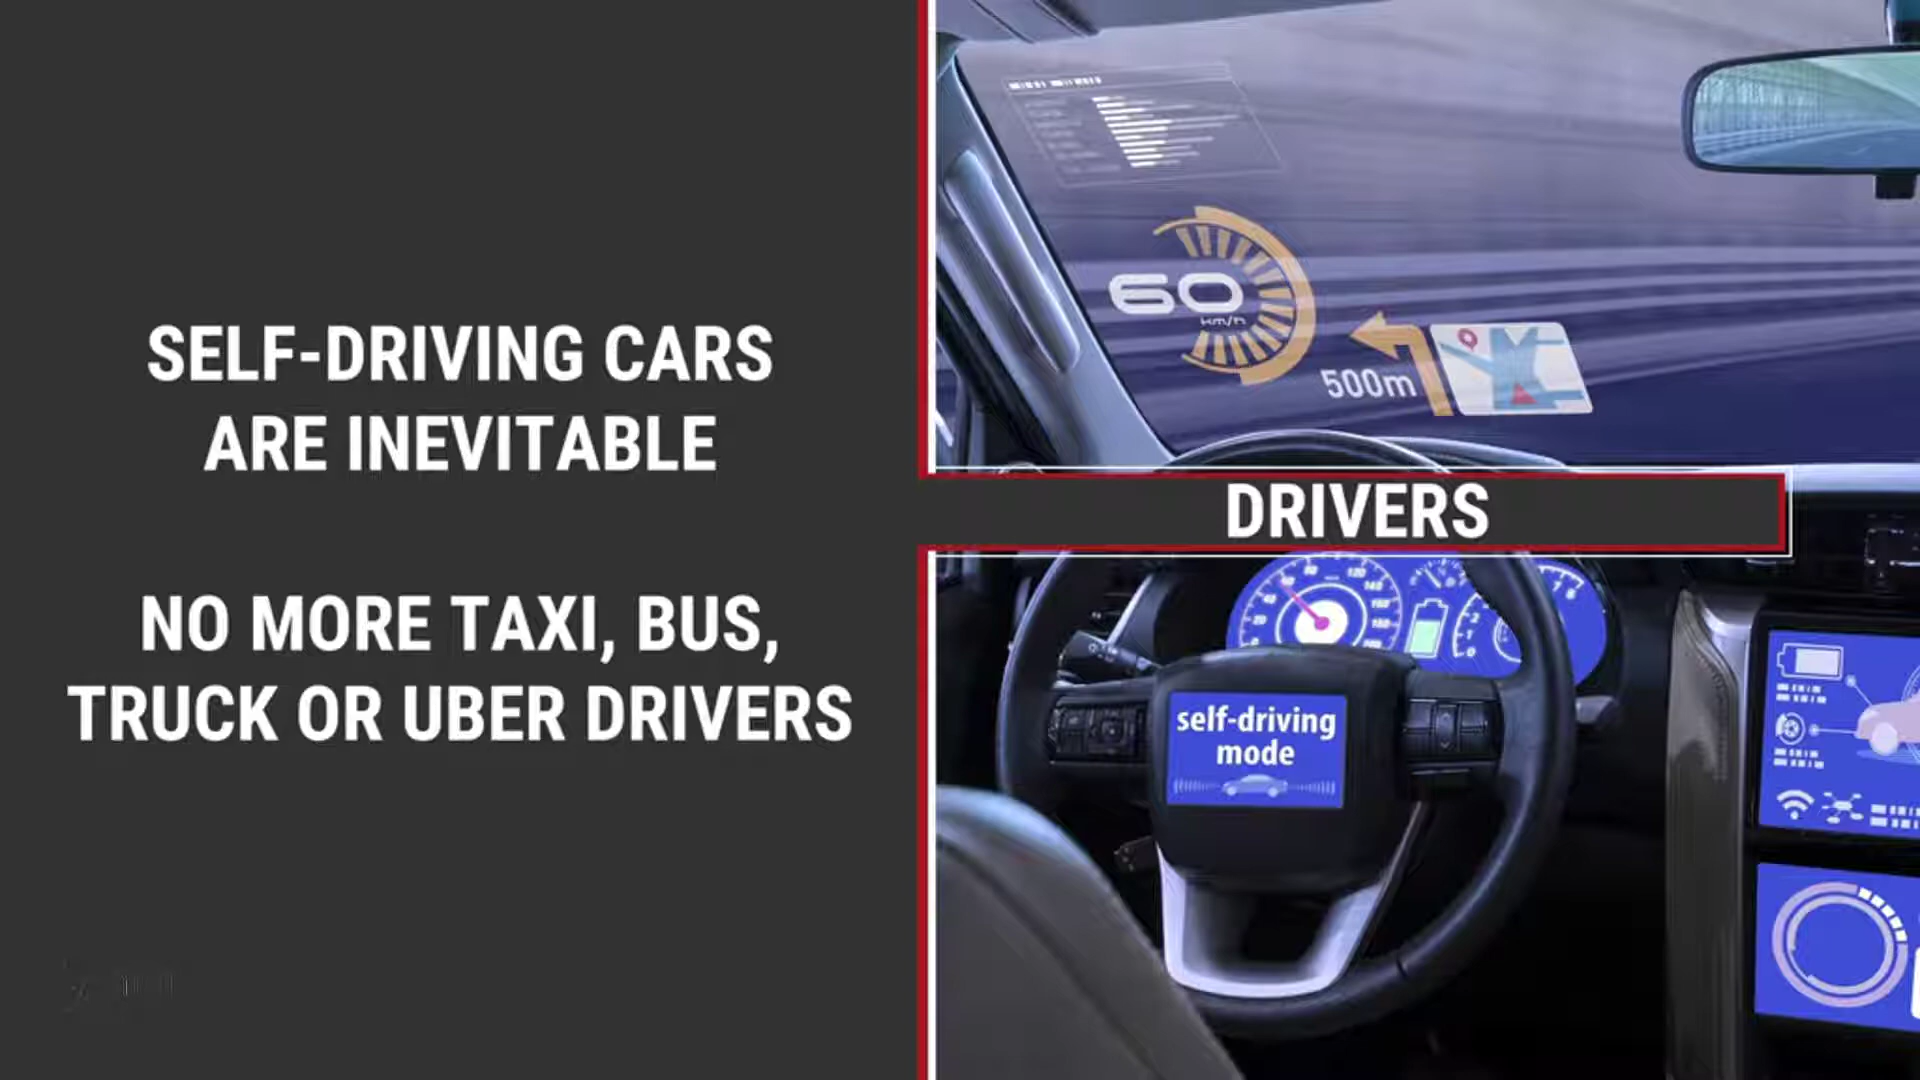 SELF-DRIVING CARS
ARE INEVITABLE
NO MORE TAXI, BUS,
TRUCK OR UBER DRIVERS
60
km/h
500m
DRIVERS
self-driving
mode